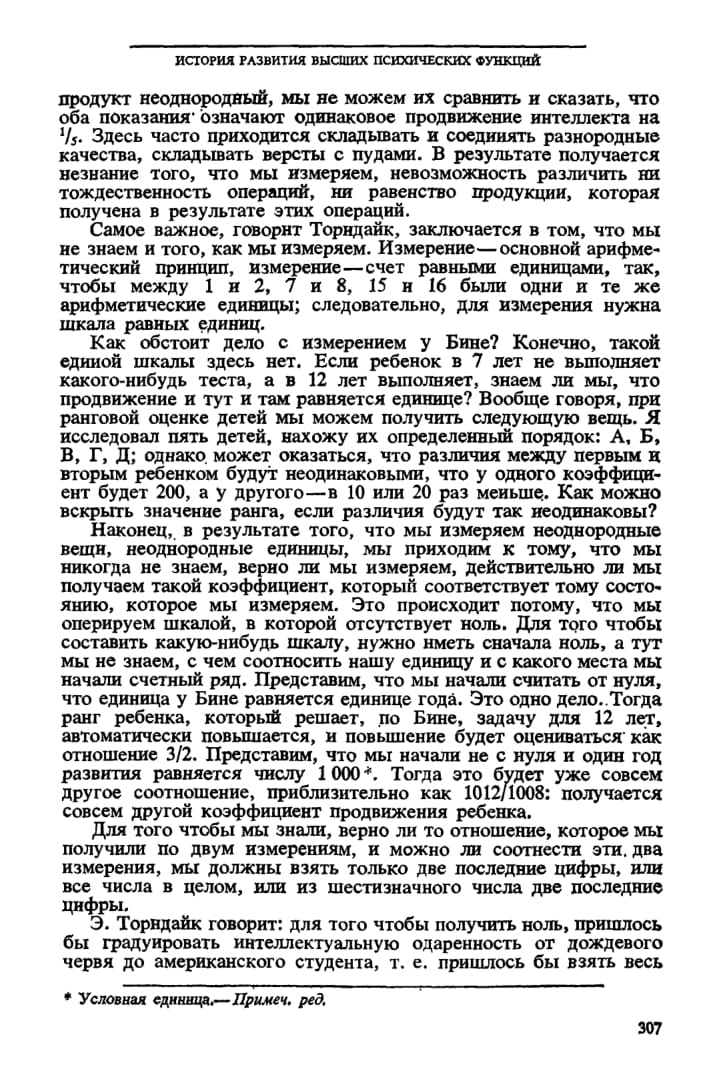 ИСТОРИЯ РАЗВИТИЯ ВЫСШИХ ПСИХИЧЕСКИХ ФУНКЦИЙ
продукт неоднородный, мы не можем их сравнить и сказать, что
оба показания означают одинаковое продвижение интеллекта на
1/5. Здесь часто приходится складывать и соединять разнородные
качества, складывать версты с пудами. В результате получается
незнание того, что мы измеряем, невозможность различить ни
тождественность операций, ни равенство продукции, которая
получена в результате этих операций.
Самое важное, говорит Торндайк, заключается в том, что мы
не знаем и того, как мы измеряем. Измерение—основной арифме-
тический принцип, измерение—счет равными единицами, так,
чтобы между 1 и 2, 7 и 8, 15 и 16 были одни и те же
арифметические единицы; следовательно, для измерения нужна
шкала равных единиц.
Как обстоит дело с измерением у Бине? Конечно, такой
единой шкалы здесь нет. Если ребенок в 7 лет не выполняет
какого-нибудь теста, а в 12 лет выполняет, знаем ли мы, что
продвижение и тут и там равняется единице? Вообще говоря, при
ранговой оценке детей мы можем получить следующую вещь. Я
исследовал пять детей, нахожу их определенный порядок: А, Б,
В, Г, Д; однако может оказаться, что различия между первым и
вторым ребенком будут неодинаковыми, что у одного коэффици-
ент будет 200, а у другого—в 10 или 20 раз меньше. Как можно
вскрыть значение ранга, если различия будут так неодинаковы?
Наконец, в результате того, что мы измеряем неоднородные
вещи, неоднородные единицы, мы приходим к тому, что мы
никогда не знаем, верно ли мы измеряем, действительно ли мы
получаем такой коэффициент, который соответствует тому состо-
янию, которое мы измеряем. Это происходит потому, что мы
оперируем шкалой, в которой отсутствует ноль. Для того чтобы
составить какую-нибудь шкалу, нужно иметь сначала ноль, а тут
мы не знаем, с чем соотносить нашу единицу и с какого места мы
начали счетный ряд. Представим, что мы начали считать от нуля,
что единица у Бине равняется единице года. Это одно дело. Тогда
ранг ребенка, который решает, по Бине, задачу для 12 лет,
автоматически повышается, и повышение будет оцениваться как
отношение 3/2. Представим, что мы начали не с нуля и один год
развития равняется числу 1 000*. Тогда это будет уже совсем
другое соотношение, приблизительно как 1012/1008: получается
совсем другой коэффициент продвижения ребенка.
Для того чтобы мы знали, верно ли то отношение, которое мы
получили по двум измерениям, и можно ли соотнести эти два
измерения, мы должны взять только две последние цифры, или
все числа в целом, или из шестизначного числа две последние
цифры.
Э. Торндайк говорит: для того чтобы получить ноль, пришлось
бы градуировать интеллектуальную одаренность от дождевого
червя до американского студента, т. е. пришлось бы взять весь
* Условная единица.—Примеч. ред.
307